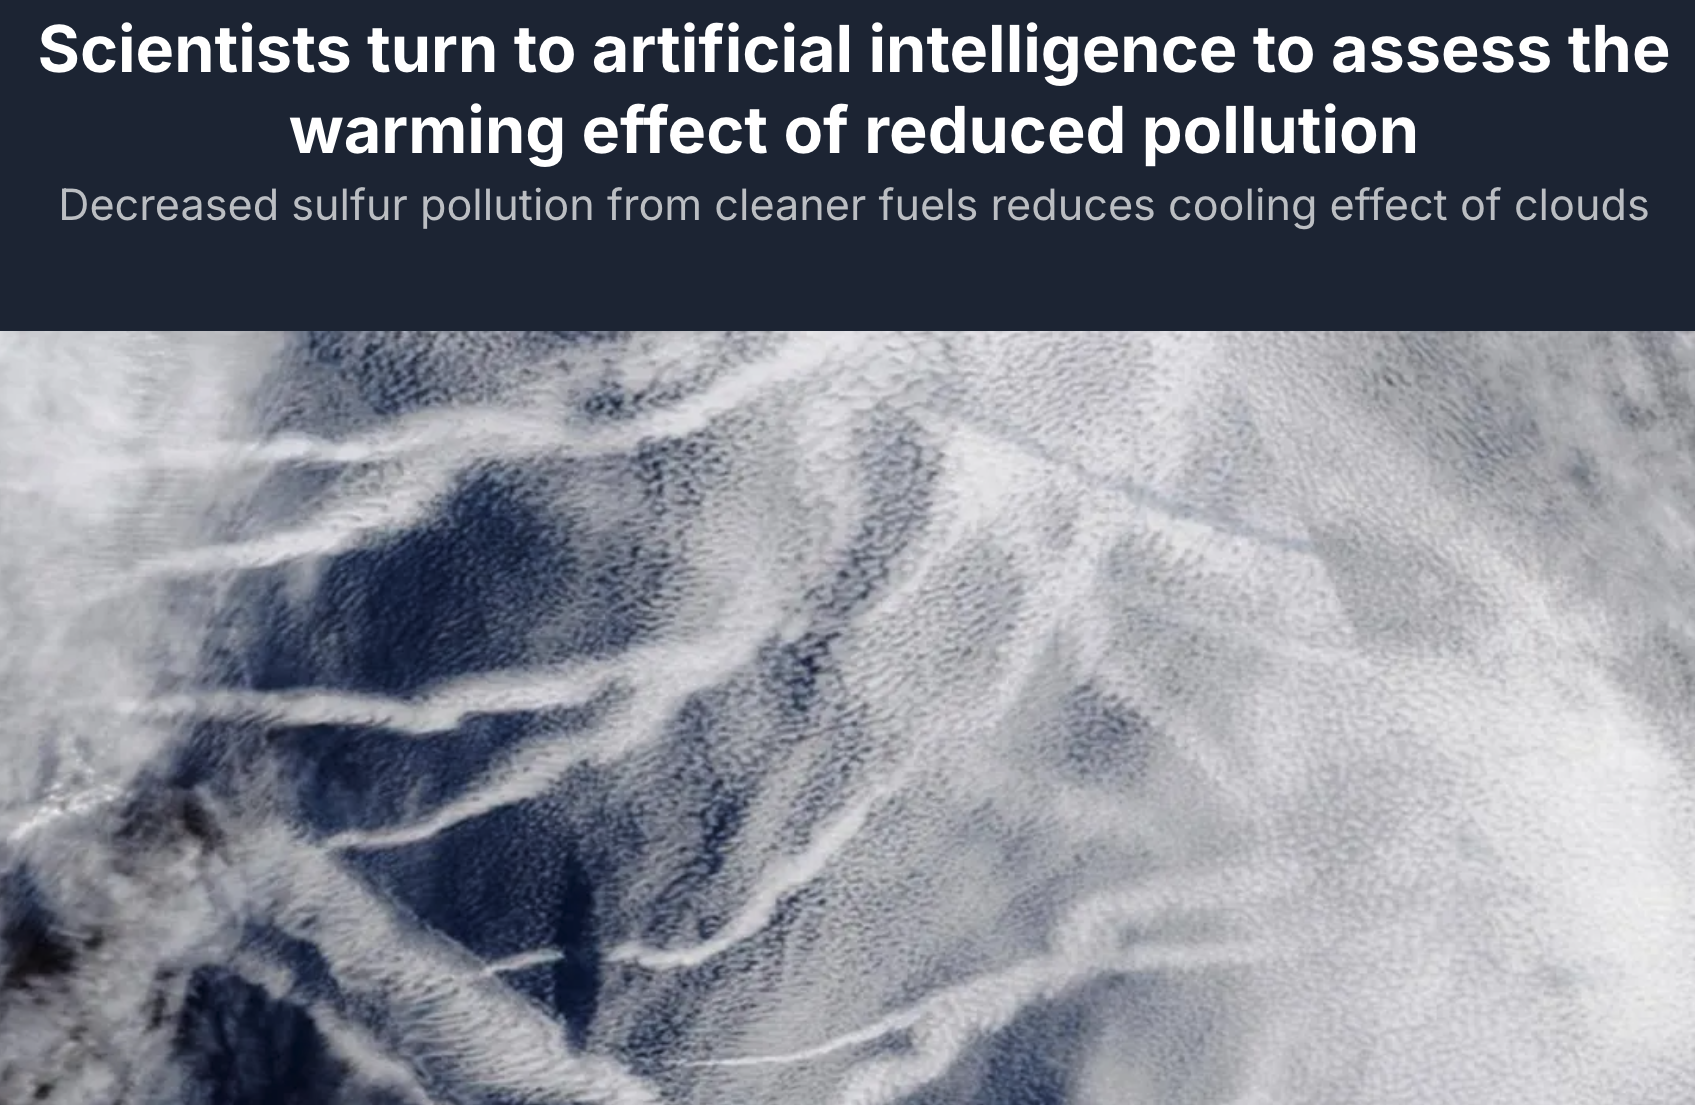 Scientists turn to artificial intelligence to assess the
warming effect of reduced pollution
Decreased sulfur pollution from cleaner fuels reduces cooling effect of clouds